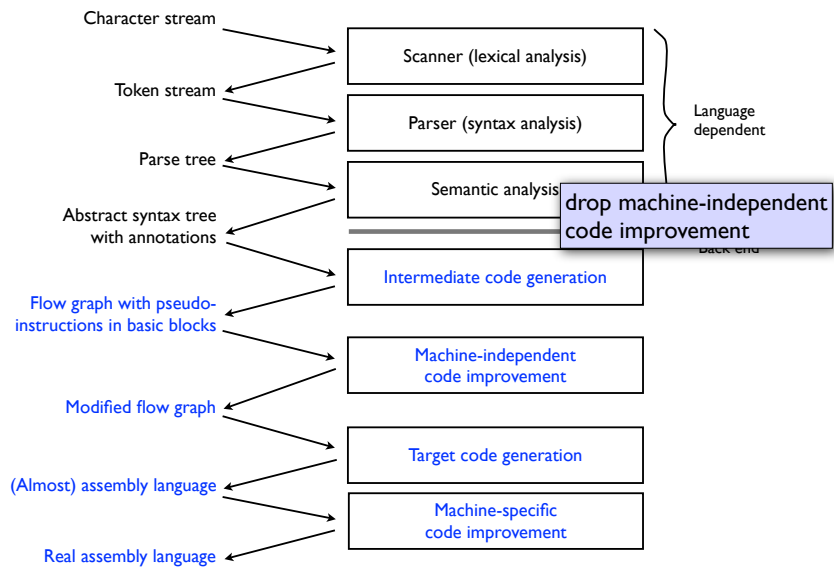 Character stream
Scanner (lexical analysis)
Token stream
Parser (syntax analysis)
Language
dependent
Parse tree
Semantic analysis
drop machine-independent
code improvement
Abstract syntax tree
with annotations
Back end
Intermediate code generation
Flow graph with pseudo-
instructions in basic blocks
Machine-independent
code improvement
Modified flow graph
Target code generation
(Almost) assembly language
Machine-specific
code improvement
Real assembly language